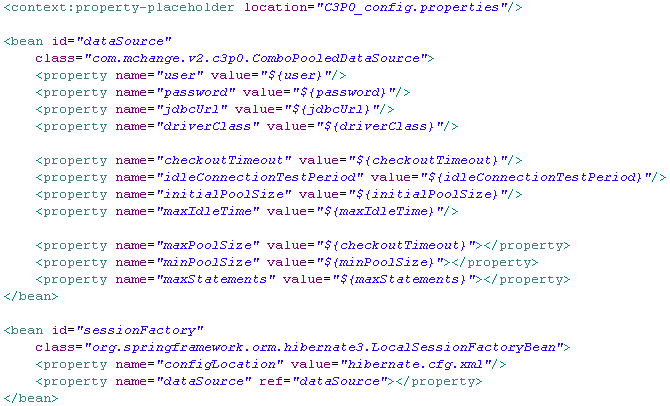 <context:property-placeholder location="C3P0_config.properties"/>
<bean id="dataSource"
class="com.mchange.v2.c3p0.ComboPooledDataSource">
<property name="user" value="${user}"/>
<property name="password" value="${password}"/>
<property name="jdbcUrl" value="${jdbcUrl}"/>
<property name="driverClass" value="${driverClass}"/>
<property name="checkoutTimeout" value="${checkoutTimeout}"/>
<property name="idleConnectionTestPeriod" value="${idleConnectionTestPeriod}"/>
<property name="initialPoolSize" value="${initialPoolSize}"/>
<property name="maxIdleTime" value="${maxIdleTime}"/>
<property name="maxPoolSize" value="${checkoutTimeout}"></property>
<property name="minPoolSize" value="${minPoolSize}"></property>
<property name="maxStatements" value="${maxStatements}"></property>
</bean>
<bean id="sessionFactory"
class="org.springframework.orm.hibernate3.LocalSessionFactoryBean">
<property name="configLocation" value="hibernate.cfg.xml"/>
<property name="dataSource" ref="dataSource"></property>
</bean>